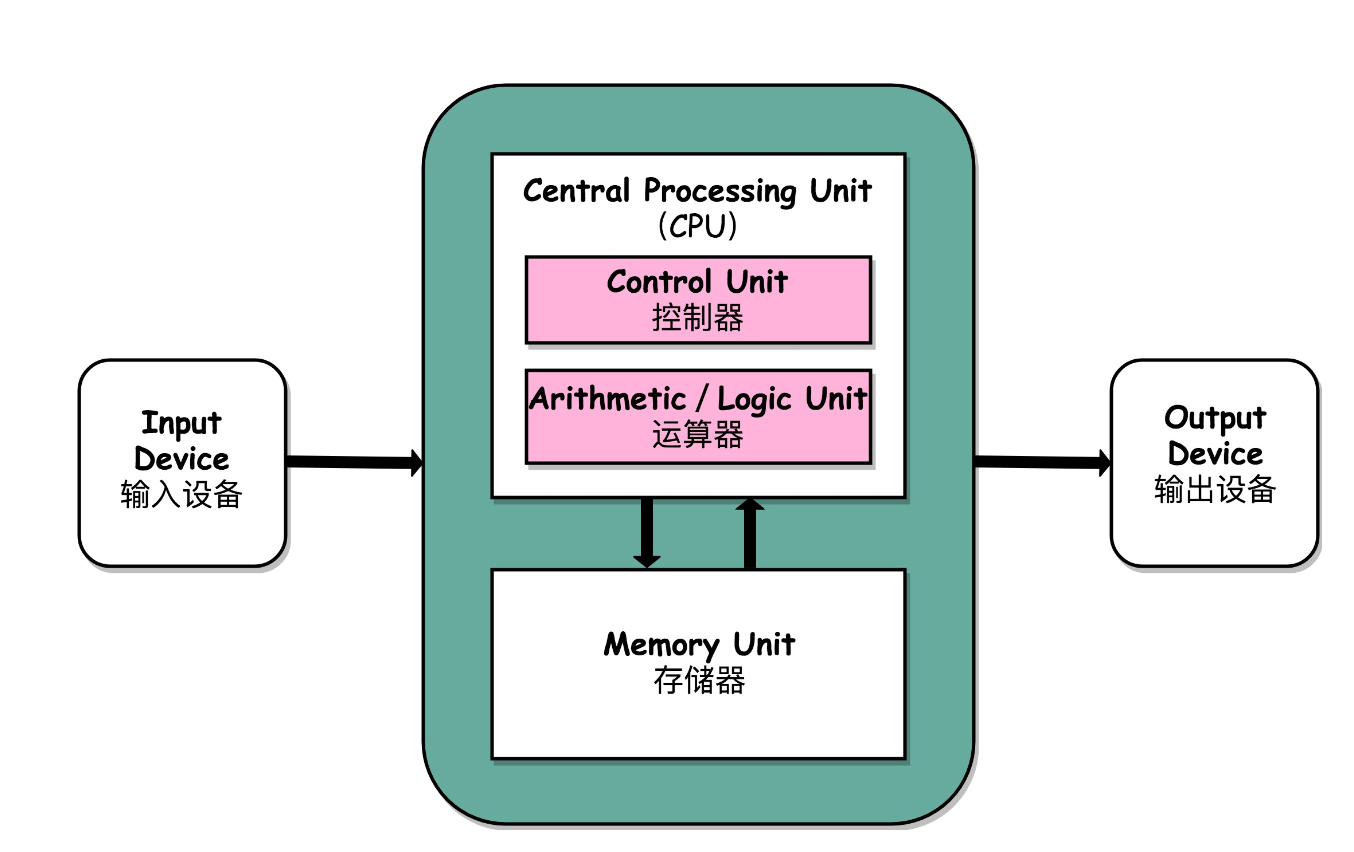 Central Processing Unit
(CPU)
Control Unit
控制器
Arithmetic / Logic Unit
运算器
Input
Device
输入设备
Output
Device
输出设备
Memory Unit
存储器